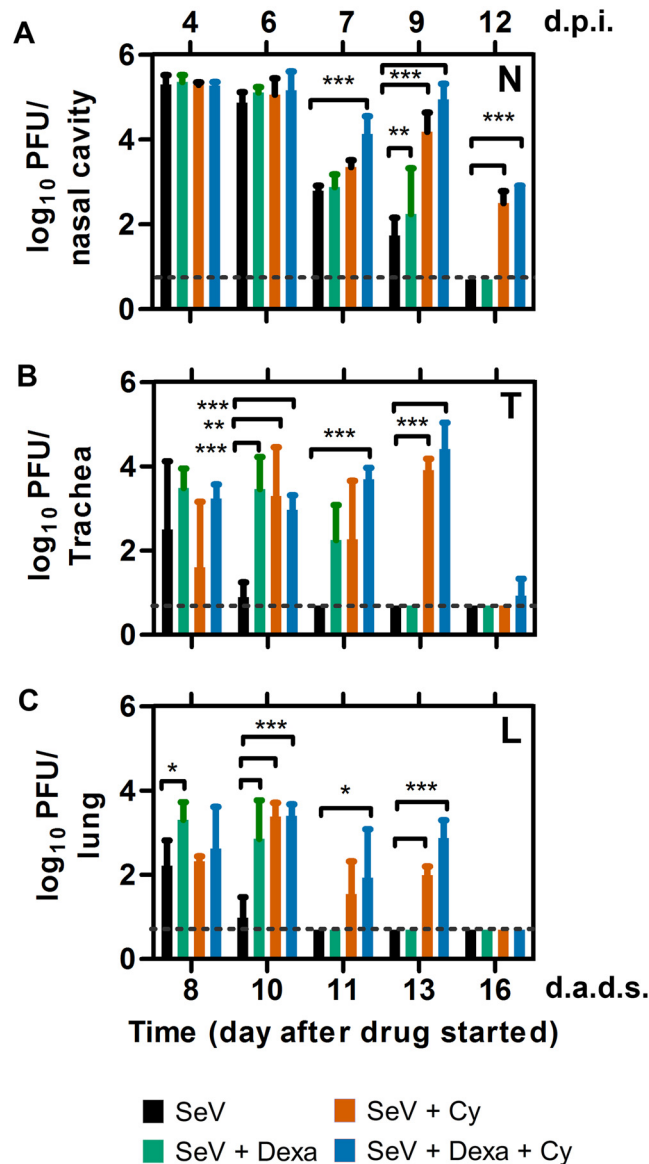 A 4 6 7 9 12 d.p.i.
N
6
4
2
0
log10 PFU/
nasal cavity
***
***
**
***
B
T
6
4
2
0
log10 PFU/
Trachea
***
**
***
***
***
C
L
6
4
2
0
log10 PFU/
lung
*
***
*
***
8 10 11 13 16 d.a.d.s.
Time (day after drug started)
SeV SeV + Cy
SeV + Dexa SeV + Dexa + Cy